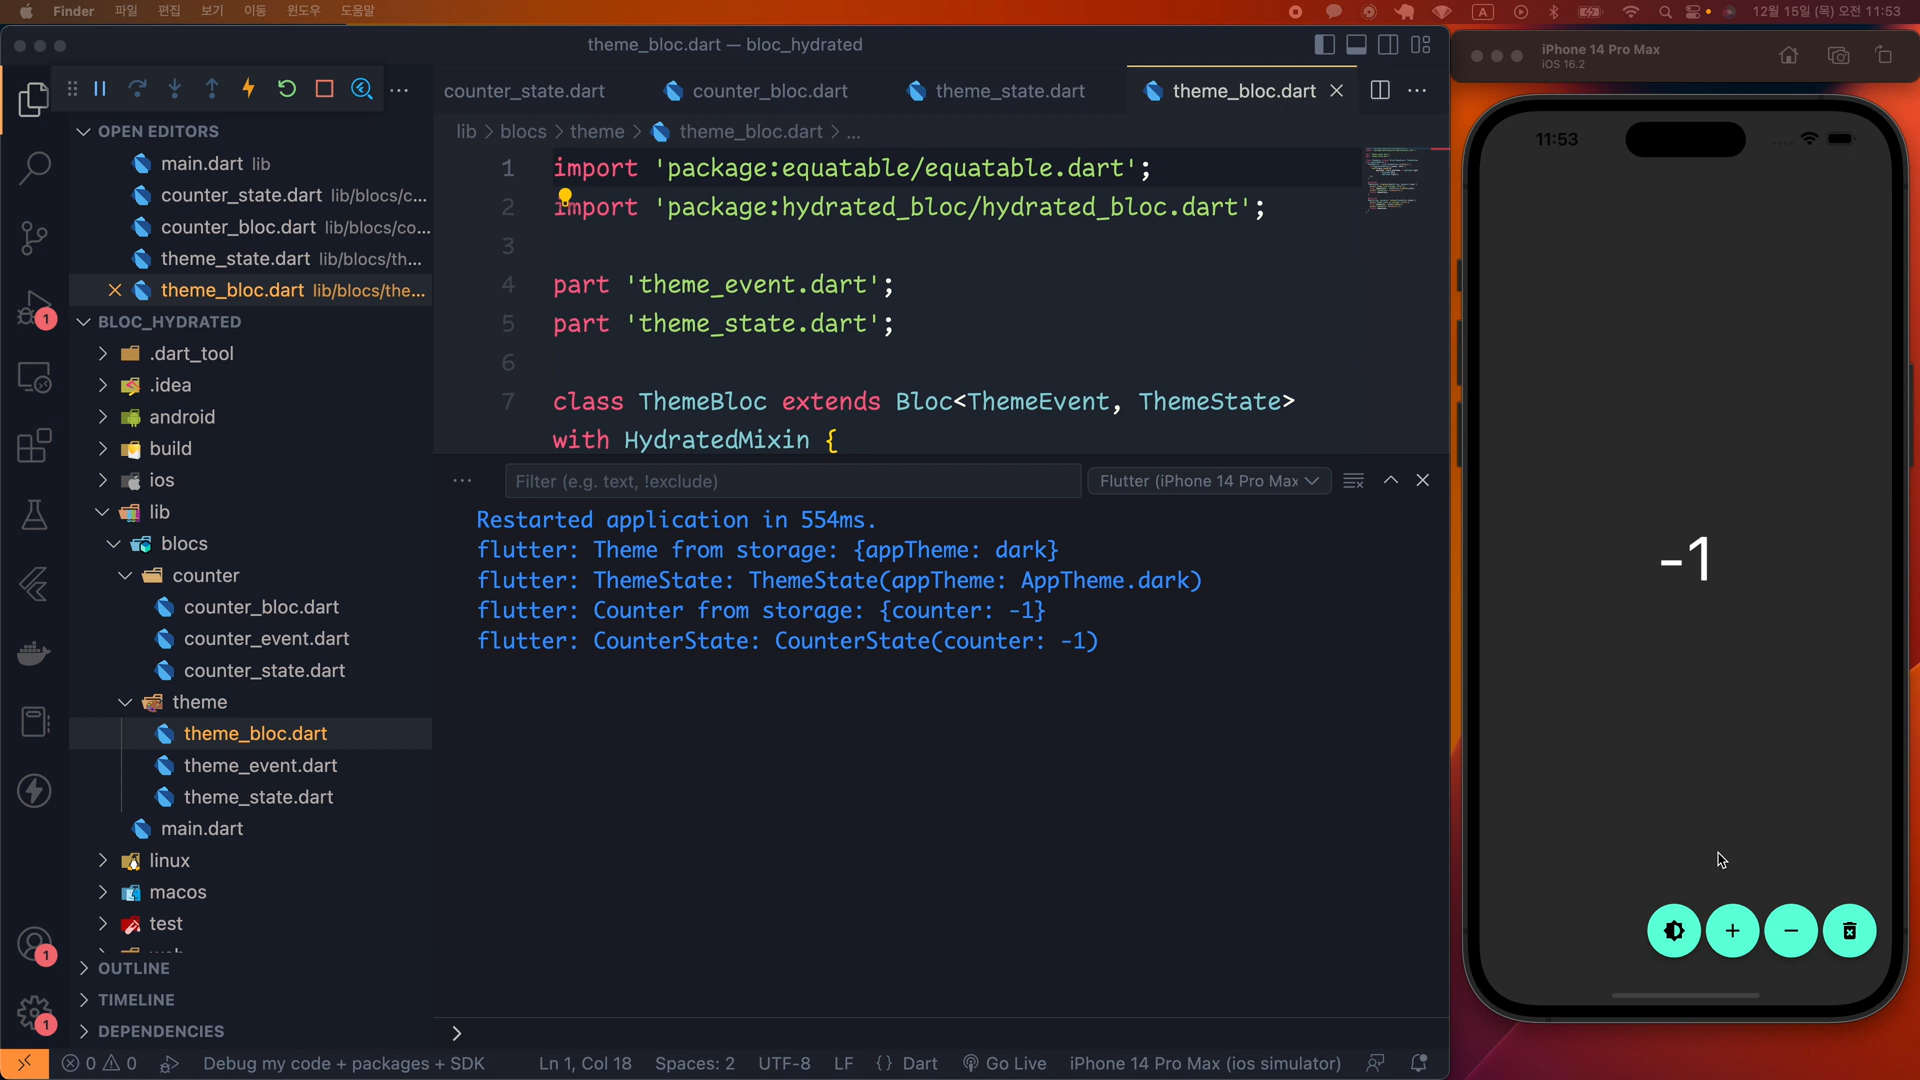 Finder 파일 편집 보기 이동 윈도우 도움말
A
12월 15일 (목) 오전 11:53
theme_bloc.dart — bloc_hydrated
counter_state.dart counter_bloc.dart theme_state.dart theme_bloc.dart
OPEN EDITORS
main.dart lib
counter_state.dart lib/blocs/c...
counter_bloc.dart lib/blocs/co...
theme_state.dart lib/blocs/th...
theme_bloc.dart lib/blocs/the...
BLOC_HYDRATED
.dart_tool
.idea
android
build
ios
lib
blocs
counter
counter_bloc.dart
counter_event.dart
counter_state.dart
theme
theme_bloc.dart
theme_event.dart
theme_state.dart
main.dart
linux
macos
test
OUTLINE
TIMELINE
DEPENDENCIES
1
1
1
lib > blocs > theme > theme_bloc.dart > ...
1 import 'package:equatable/equatable.dart';
2 import 'package:hydrated_bloc/hydrated_bloc.dart';
3
4 part 'theme_event.dart';
5 part 'theme_state.dart';
6
7 class ThemeBloc extends Bloc<ThemeEvent, ThemeState>
with HydratedMixin {
Filter (e.g. text, !exclude)
Flutter (iPhone 14 Pro Max
Restarted application in 554ms.
flutter: Theme from storage: {appTheme: dark}
flutter: ThemeState: ThemeState(appTheme: AppTheme.dark)
flutter: Counter from storage: {counter: -1}
flutter: CounterState: CounterState(counter: -1)
0 0 Debug my code + packages + SDK Ln 1, Col 18 Spaces: 2 UTF-8 LF {} Dart Go Live iPhone 14 Pro Max (ios simulator)
iPhone 14 Pro Max
iOS 16.2
11:53
-1